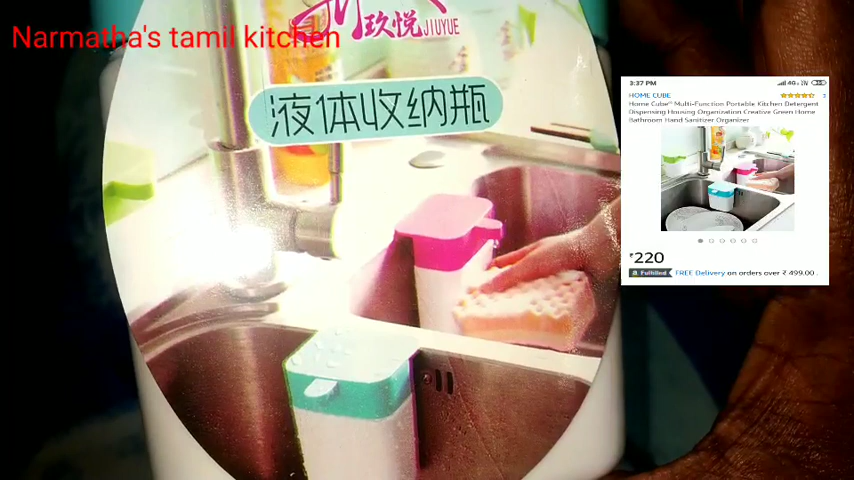 Narmatha's tamil kitchen
玖悦 JIUYUE
液体收纳瓶
3:37 PM
HOME CUBE
Home Cube® Multi-Function Portable Kitchen Detergent
Dispensing Housing Organization Creative Green Home
Bathroom Hand Sanitizer Organizer
₹220
Fulfilled FREE Delivery on orders over ₹ 499.00.